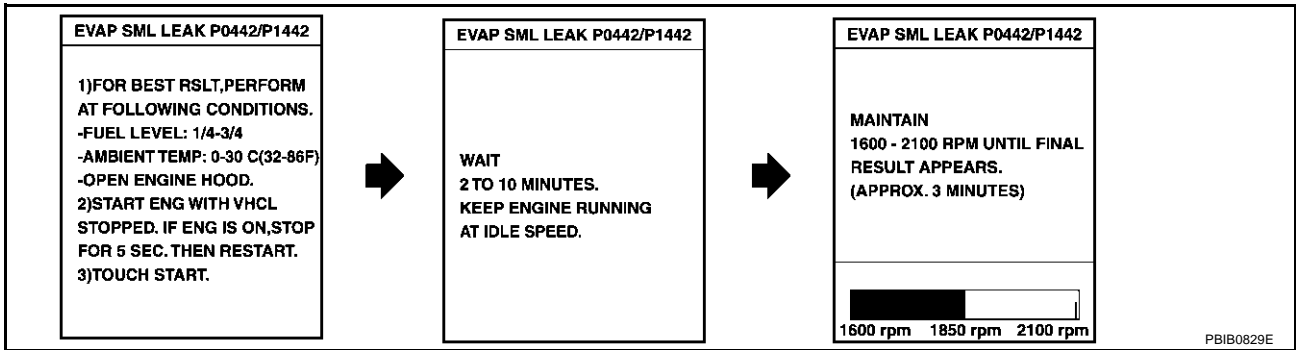 EVAP SML LEAK P0442/P1442
1)FOR BEST RSLT,PERFORM
AT FOLLOWING CONDITIONS.
-FUEL LEVEL: 1/4-3/4
-AMBIENT TEMP: 0-30 C(32-86F)
-OPEN ENGINE HOOD.
2)START ENG WITH VHCL
STOPPED. IF ENG IS ON,STOP
FOR 5 SEC. THEN RESTART.
3)TOUCH START.
EVAP SML LEAK P0442/P1442
WAIT
2 TO 10 MINUTES.
KEEP ENGINE RUNNING
AT IDLE SPEED.
EVAP SML LEAK P0442/P1442
MAINTAIN
1600 - 2100 RPM UNTIL FINAL
RESULT APPEARS.
(APPROX. 3 MINUTES)
1600 rpm 1850 rpm 2100 rpm
PBIB0829E